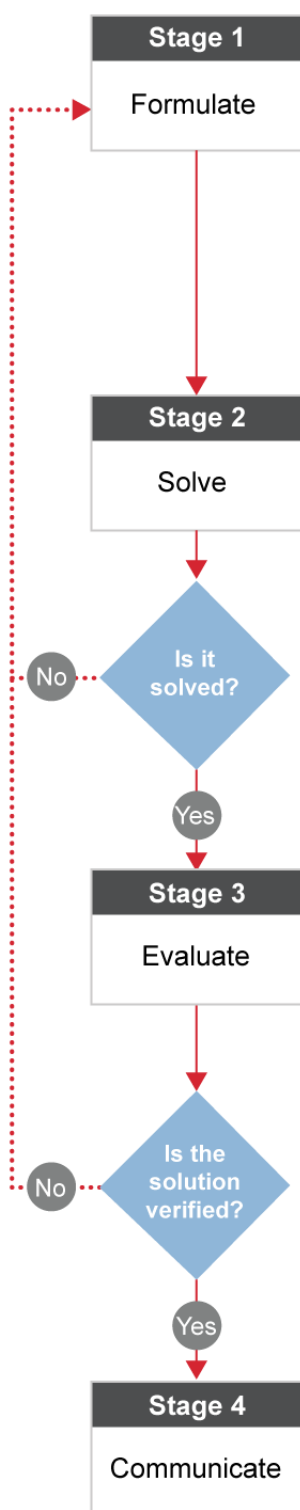 Stage 1
Formulate
Stage 2
Solve
Is it
solved?
No
Yes
Stage 3
Evaluate
Is the
solution
verified?
No
Yes
Stage 4
Communicate